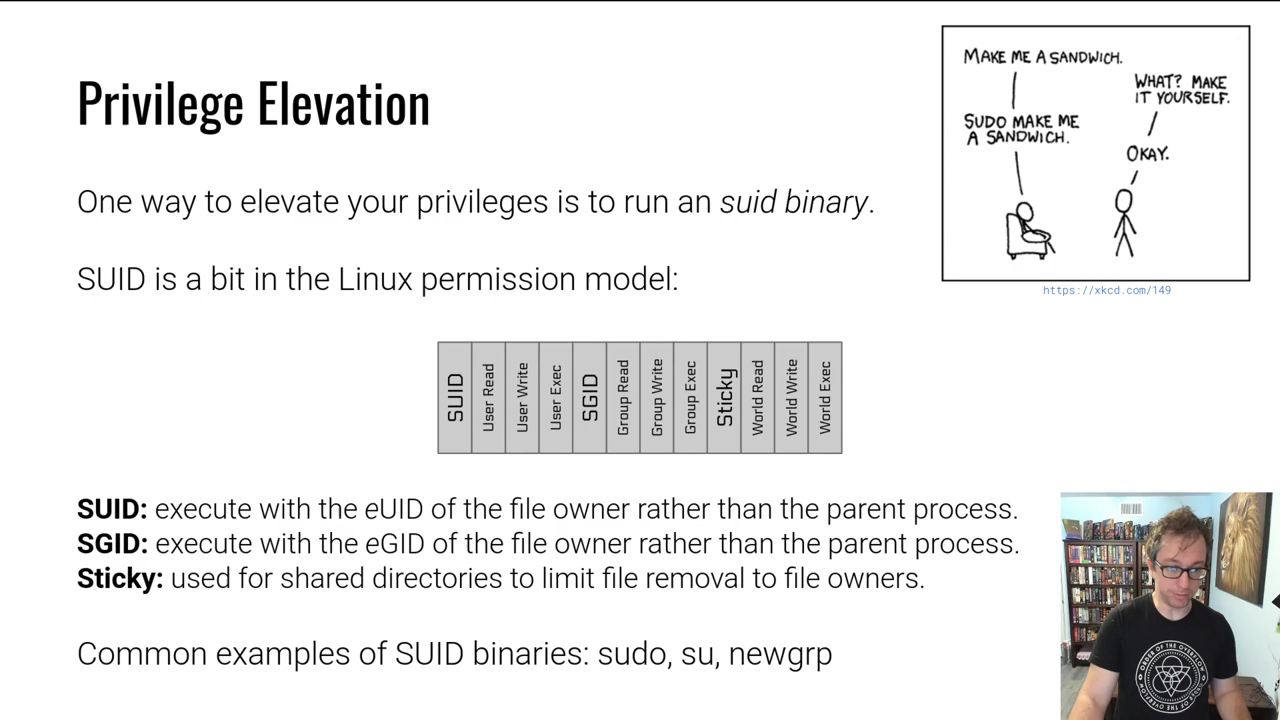 Privilege Elevation
MAKE ME A SANDWICH.
WHAT? MAKE
IT YOURSELF.
SUDO MAKE ME
A SANDWICH.
OKAY.
https://xkcd.com/149
One way to elevate your privileges is to run an suid binary.
SUID is a bit in the Linux permission model:
SUID
User Read
User Write
User Exec
SGID
Group Read
Group Write
Group Exec
Sticky
World Read
World Write
World Exec
SUID: execute with the eUID of the file owner rather than the parent process.
SGID: execute with the eGID of the file owner rather than the parent process.
Sticky: used for shared directories to limit file removal to file owners.
Common examples of SUID binaries: sudo, su, newgrp
ORDER OF THE OVERFLOW